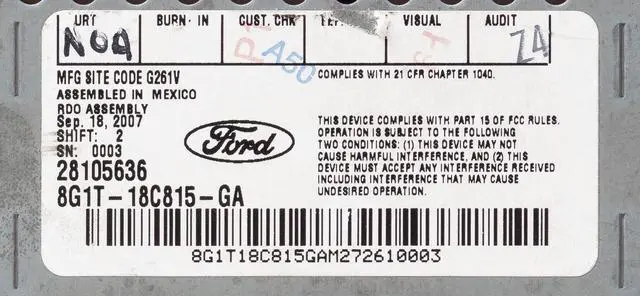 URT BURN-IN CUST. CHK VISUAL AUDIT
NOA A50 Z4
MFG SITE CODE G261V
COMPLIES WITH 21 CFR CHAPTER 1040.
ASSEMBLED IN MEXICO
RDO ASSEMBLY
Sep. 18, 2007
SHIFT: 2
SN: 0003
28105636
8G1T-18C815-GA
Ford
THIS DEVICE COMPLIES WITH PART 15 OF FCC RULES.
OPERATION IS SUBJECT TO THE FOLLOWING
TWO CONDITIONS: (1) THIS DEVICE MAY NOT
CAUSE HARMFUL INTERFERENCE, AND (2) THIS
DEVICE MUST ACCEPT ANY INTERFERENCE RECEIVED
INCLUDING INTERFERENCE THAT MAY CAUSE
UNDESIRED OPERATION.
8G1T18C815GAM272610003